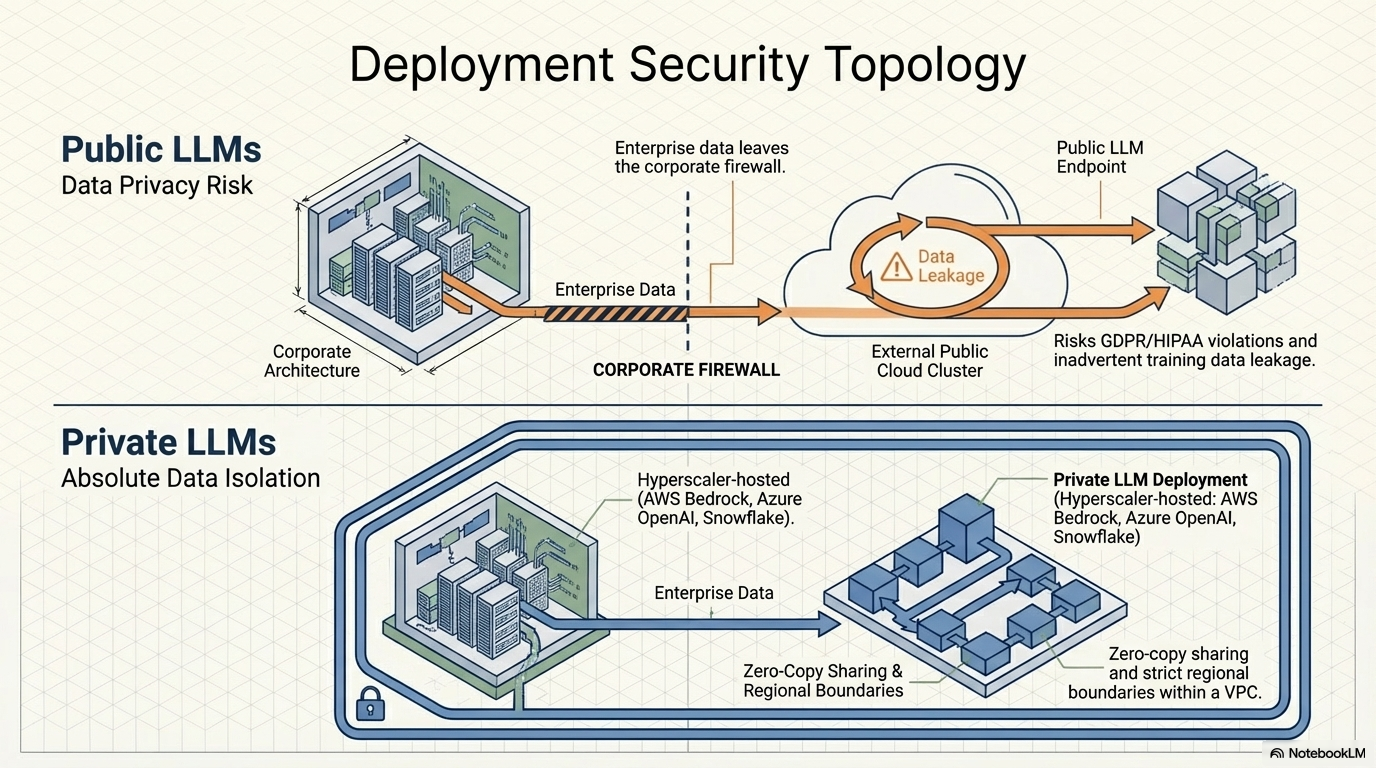 Deployment Security Topology
Public LLMs
Data Privacy Risk
Enterprise data leaves
the corporate firewall.
Public LLM
Endpoint
Data
Leakage
Enterprise Data
Corporate
Architecture
CORPORATE FIREWALL
External Public
Cloud Cluster
Risks GDPR/HIPAA violations and
inadvertent training data leakage.
Private LLMs
Absolute Data Isolation
Hyperscaler-hosted
(AWS Bedrock, Azure
OpenAI, Snowflake).
Private LLM Deployment
(Hyperscaler-hosted: AWS
Bedrock, Azure OpenAI,
Snowflake)
Enterprise Data
Zero-Copy Sharing &
Regional Boundaries
Zero-copy sharing
and strict regional
boundaries within a VPC.
NotebookLM